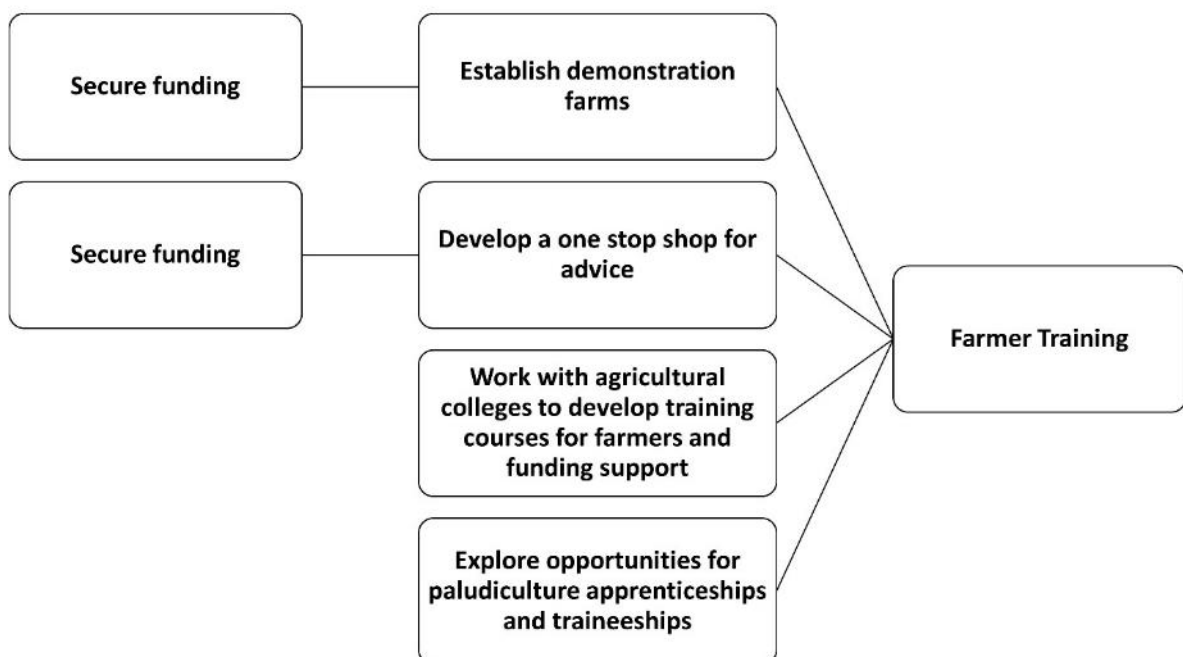 Secure funding
Establish demonstration
farms
Secure funding
Develop a one stop shop for
advice
Work with agricultural
colleges to develop training
courses for farmers and
funding support
Explore opportunities for
paludiculture apprenticeships
and traineeships
Farmer Training